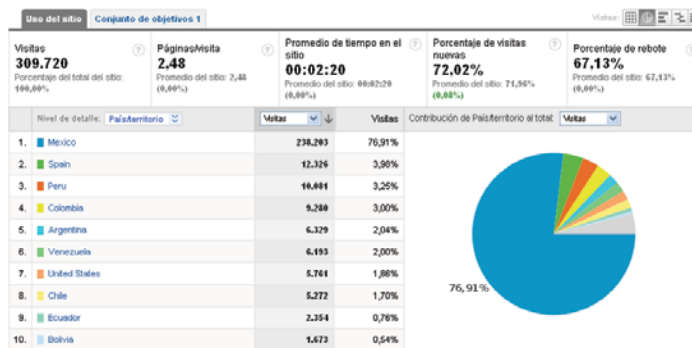 Uso del sitio Conjunto de objetivos 1 Visitas:
Visitas
309.720
Porcentaje del total del sitio:
100,00%
Páginas/visita
2,48
Promedio del sitio: 2,48
(0,00%)
Promedio de tiempo en el
sitio
00:02:20
Promedio del sitio: 00:02:20
(0,00%)
Porcentaje de visitas
nuevas
72,02%
Promedio del sitio: 71,96%
(0,08%)
Porcentaje de rebote
67,13%
Promedio del sitio: 67,13%
(0,00%)
Nivel de detalle: País/territorio Visitas Visitas Contribución de País/territorio al total: Visitas
1. Mexico 238.203 76,91%
2. Spain 12.326 3,98%
3. Peru 10.081 3,25%
4. Colombia 9.280 3,00%
5. Argentina 6.329 2,04%
6. Venezuela 6.193 2,00%
7. United States 5.761 1,86%
8. Chile 5.272 1,70%
9. Ecuador 2.354 0,76%
10. Bolivia 1.673 0,54%
76,91%